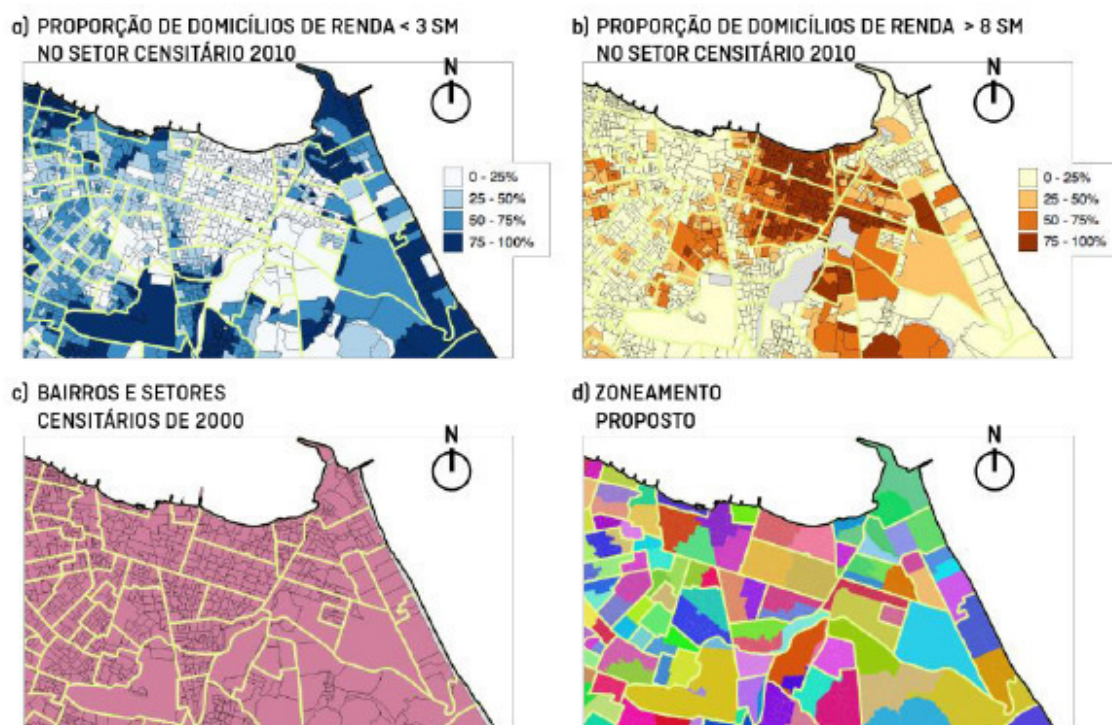 a) PROPORÇÃO DE DOMICÍLIOS DE RENDA < 3 SM
NO SETOR CENSITÁRIO 2010
N
0 - 25%
25 - 50%
50 - 75%
75 - 100%
b) PROPORÇÃO DE DOMICÍLIOS DE RENDA > 8 SM
NO SETOR CENSITÁRIO 2010
N
0 - 25%
25 - 50%
50 - 75%
75 - 100%
c) BAIRROS E SETORES
CENSITÁRIOS DE 2000
N
d) ZONEAMENTO
PROPOSTO
N